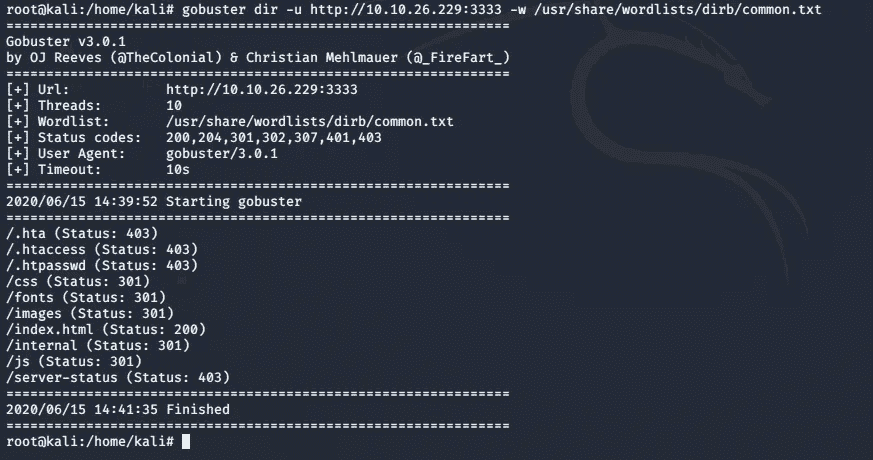 root@kali:/home/kali# gobuster dir -u http://10.10.26.229:3333 -w /usr/share/wordlists/dirb/common.txt
===============================================================
Gobuster v3.0.1
by OJ Reeves (@TheColonial) & Christian Mehlmauer (@_FireFart_)
===============================================================
[+] Url:            http://10.10.26.229:3333
[+] Threads:        10
[+] Wordlist:       /usr/share/wordlists/dirb/common.txt
[+] Status codes:   200,204,301,302,307,401,403
[+] User Agent:     gobuster/3.0.1
[+] Timeout:        10s
===============================================================
2020/06/15 14:39:52 Starting gobuster
===============================================================
/.hta (Status: 403)
/.htaccess (Status: 403)
/.htpasswd (Status: 403)
/css (Status: 301)
/fonts (Status: 301)
/images (Status: 301)
/index.html (Status: 200)
/internal (Status: 301)
/js (Status: 301)
/server-status (Status: 403)
===============================================================
2020/06/15 14:41:35 Finished
===============================================================
root@kali:/home/kali#